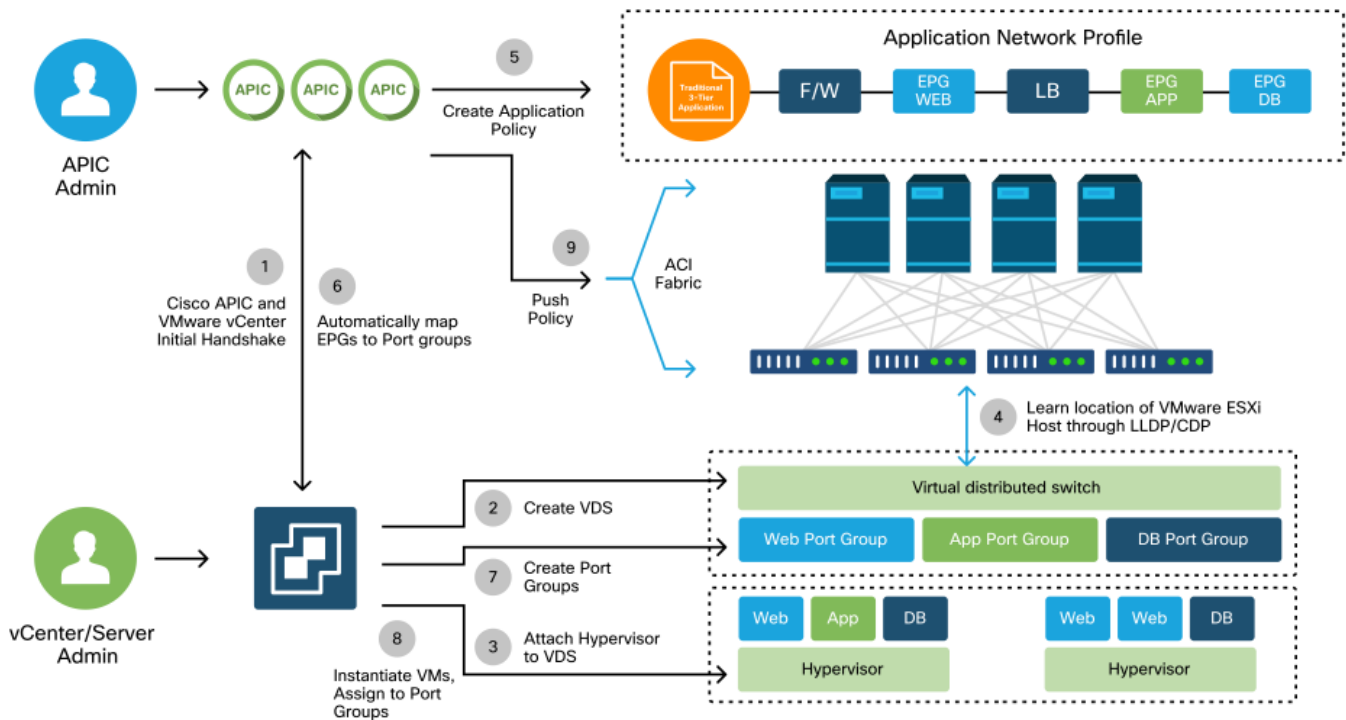 Application Network Profile
APIC
Admin
APIC
APIC
APIC
5
Create Application
Policy
Traditional
3-Tier
Application
F/W
EPG
WEB
LB
EPG
APP
EPG
DB
1
Cisco APIC and
VMware vCenter
Initial Handshake
6
Automatically map
EPGs to Port groups
9
Push
Policy
ACI
Fabric
4
Learn location of VMware ESXi
Host through LLDP/CDP
vCenter/Server
Admin
2
Create VDS
7
Create Port
Groups
8
Instantiate VMs,
Assign to Port
Groups
3
Attach Hypervisor
to VDS
Virtual distributed switch
Web Port Group
App Port Group
DB Port Group
Web
App
DB
Hypervisor
Web
Web
DB
Hypervisor